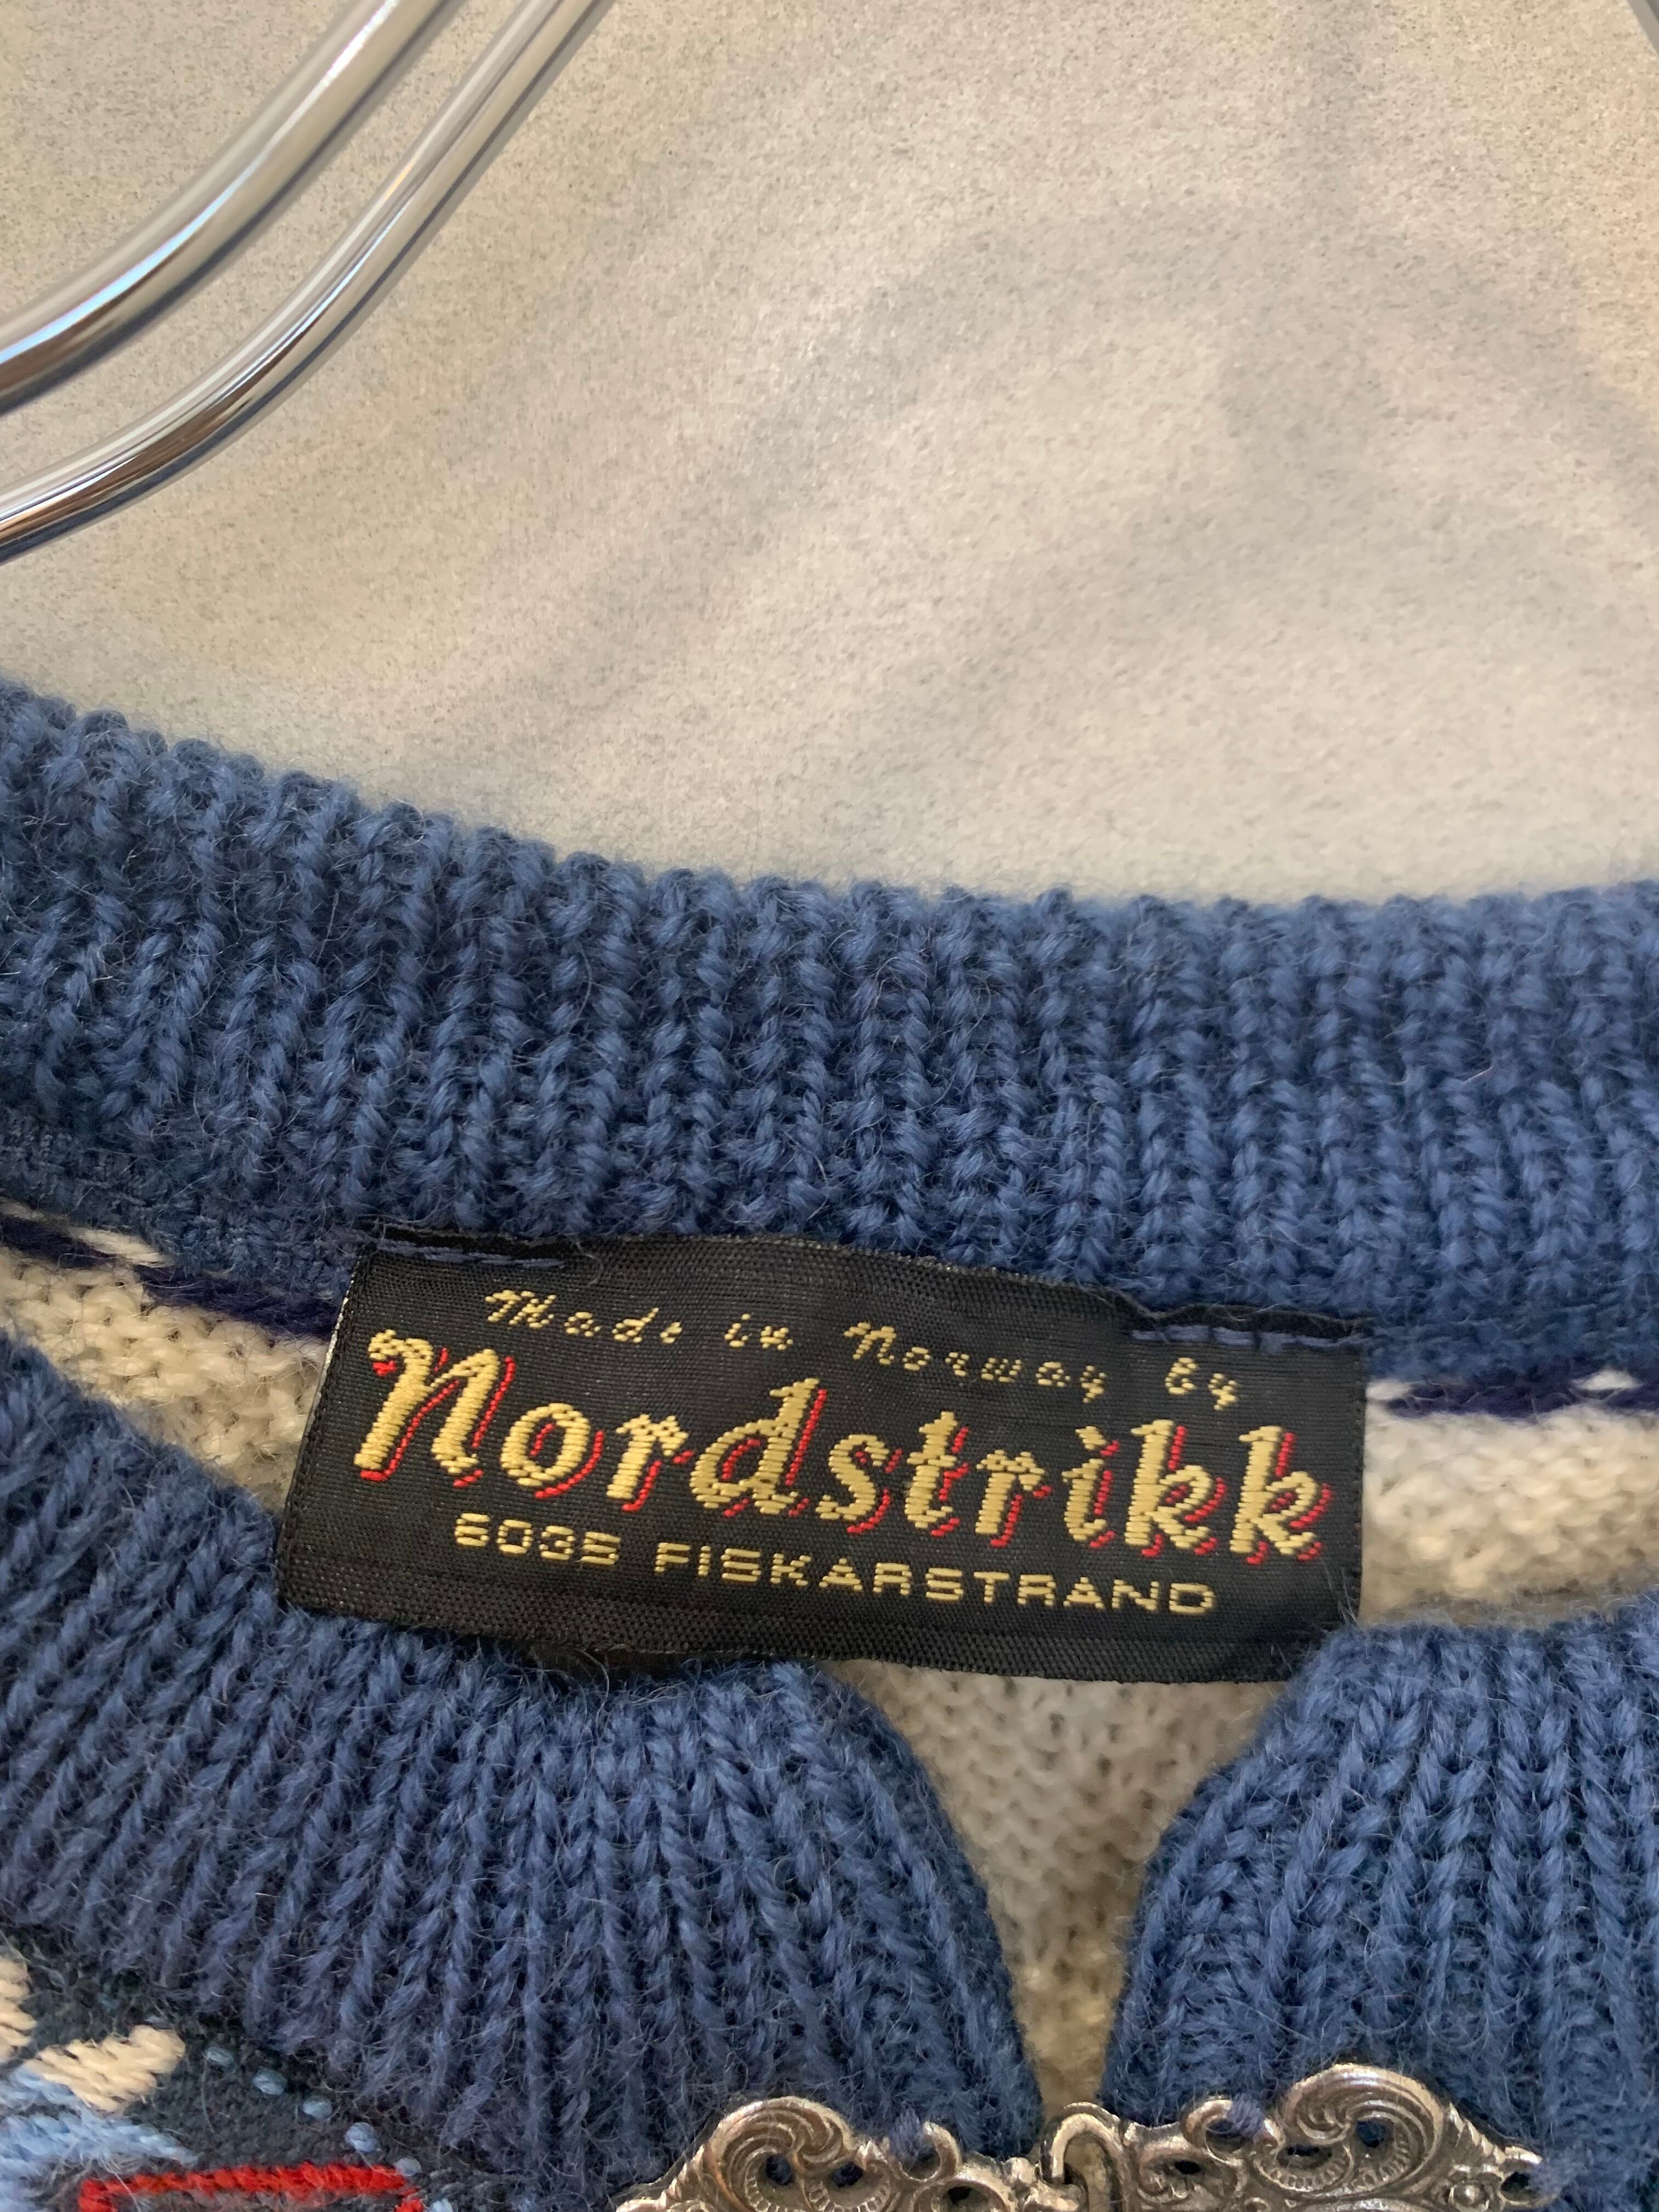 Made in Norway by
Nordstrikk
6035 FISKARSTRAND